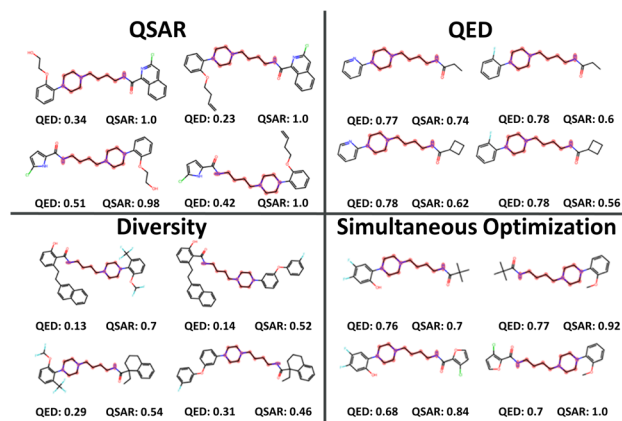 QSAR
QED: 0.34 QSAR: 1.0 QED: 0.23 QSAR: 1.0
QED: 0.51 QSAR: 0.98 QED: 0.42 QSAR: 1.0
QED
QED: 0.77 QSAR: 0.74 QED: 0.78 QSAR: 0.6
QED: 0.78 QSAR: 0.62 QED: 0.78 QSAR: 0.56
Diversity
QED: 0.13 QSAR: 0.7 QED: 0.14 QSAR: 0.52
QED: 0.29 QSAR: 0.54 QED: 0.31 QSAR: 0.46
Simultaneous Optimization
QED: 0.76 QSAR: 0.7 QED: 0.77 QSAR: 0.92
QED: 0.68 QSAR: 0.84 QED: 0.7 QSAR: 1.0